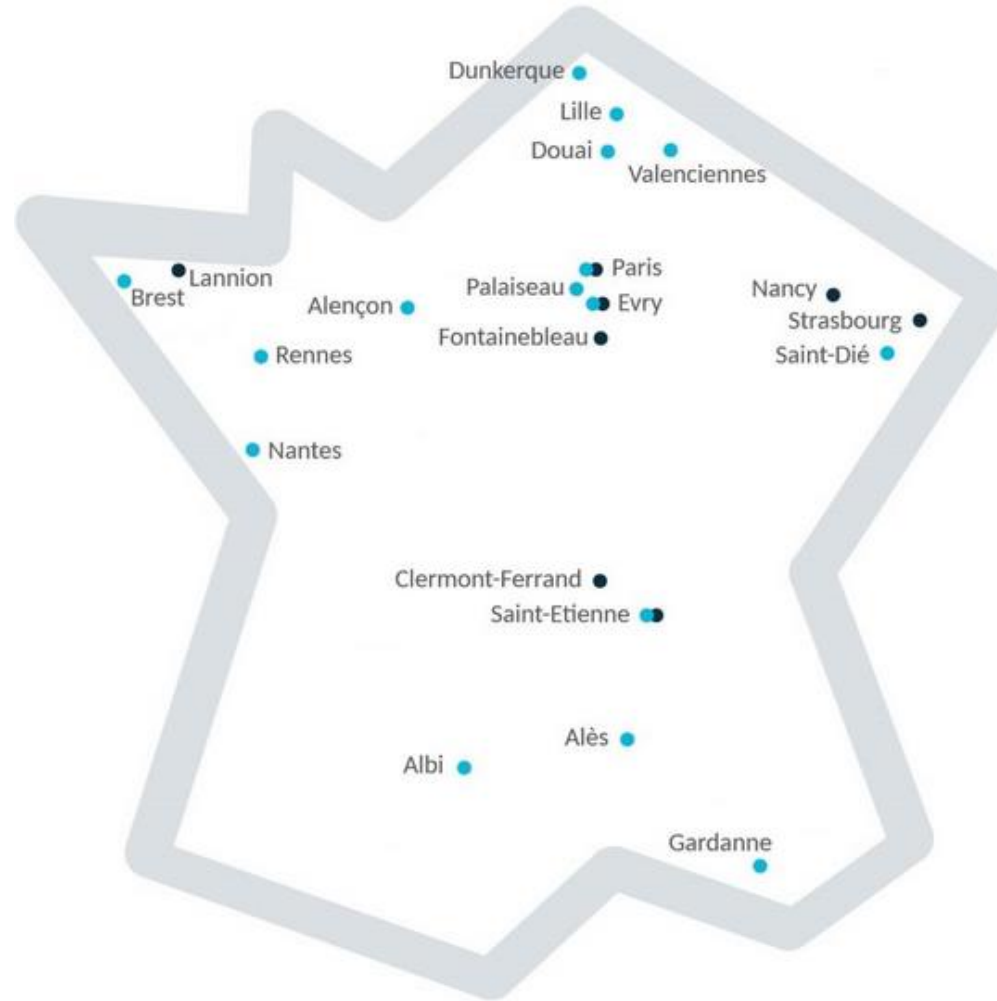 Dunkerque
Lille
Douai
Valenciennes
Paris
Lannion
Palaiseau
Nancy
Brest
Alençon
Evry
Strasbourg
Fontainebleau
Rennes
Saint-Dié
Nantes
Clermont-Ferrand
Saint-Etienne
Alès
Albi
Gardanne